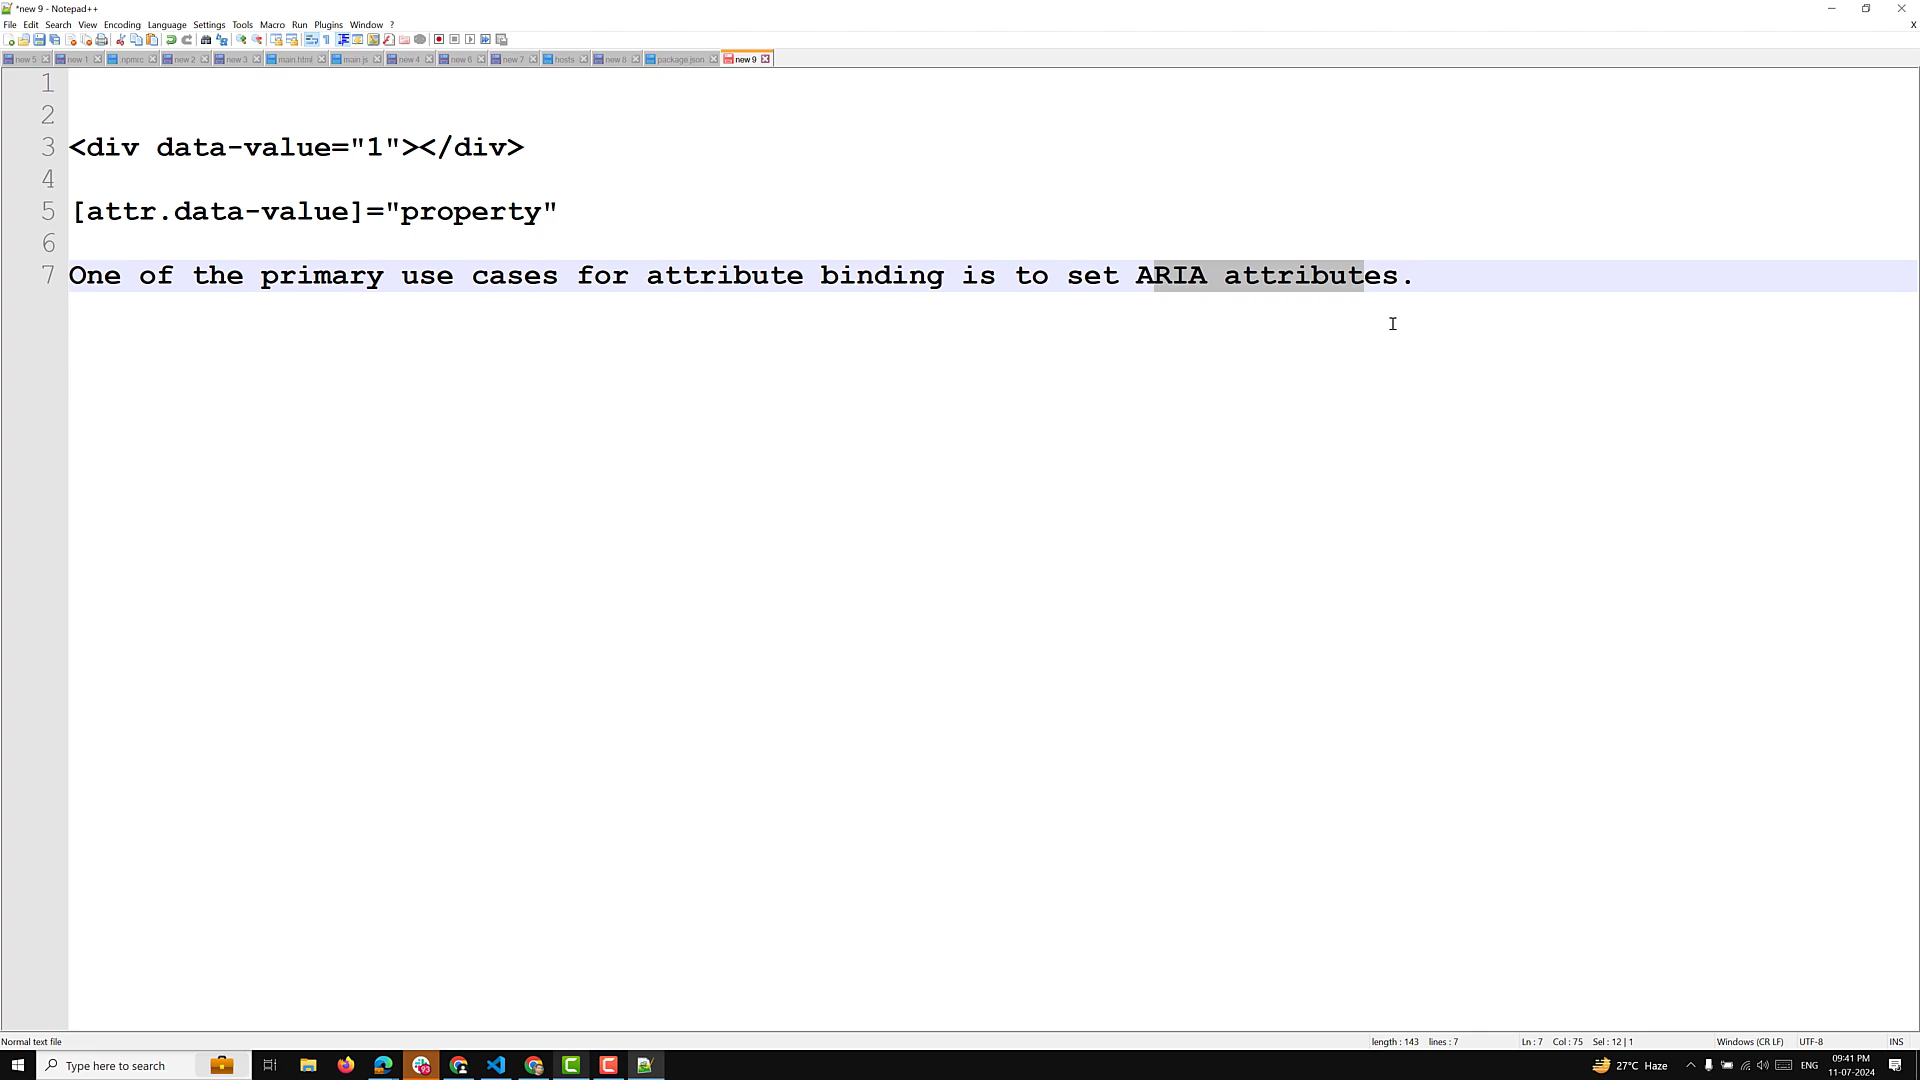 *new 9 - Notepad++
File Edit Search View Encoding Language Settings Tools Macro Run Plugins Window ?
X
new 5 new 1 .npmrc new 2 new 3 main.html main.js new 4 new 6 new 7 hosts new 8 package.json new 9
1
2
3 <div data-value="1"></div>
4
5 [attr.data-value]="property"
6
7 One of the primary use cases for attribute binding is to set ARIA attributes.
Normal text file length : 143 lines : 7 Ln : 7 Col : 75 Sel : 12 | 1 Windows (CR LF) UTF-8 INS
Type here to search 93 27°C Haze ENG 09:41 PM
11-07-2024